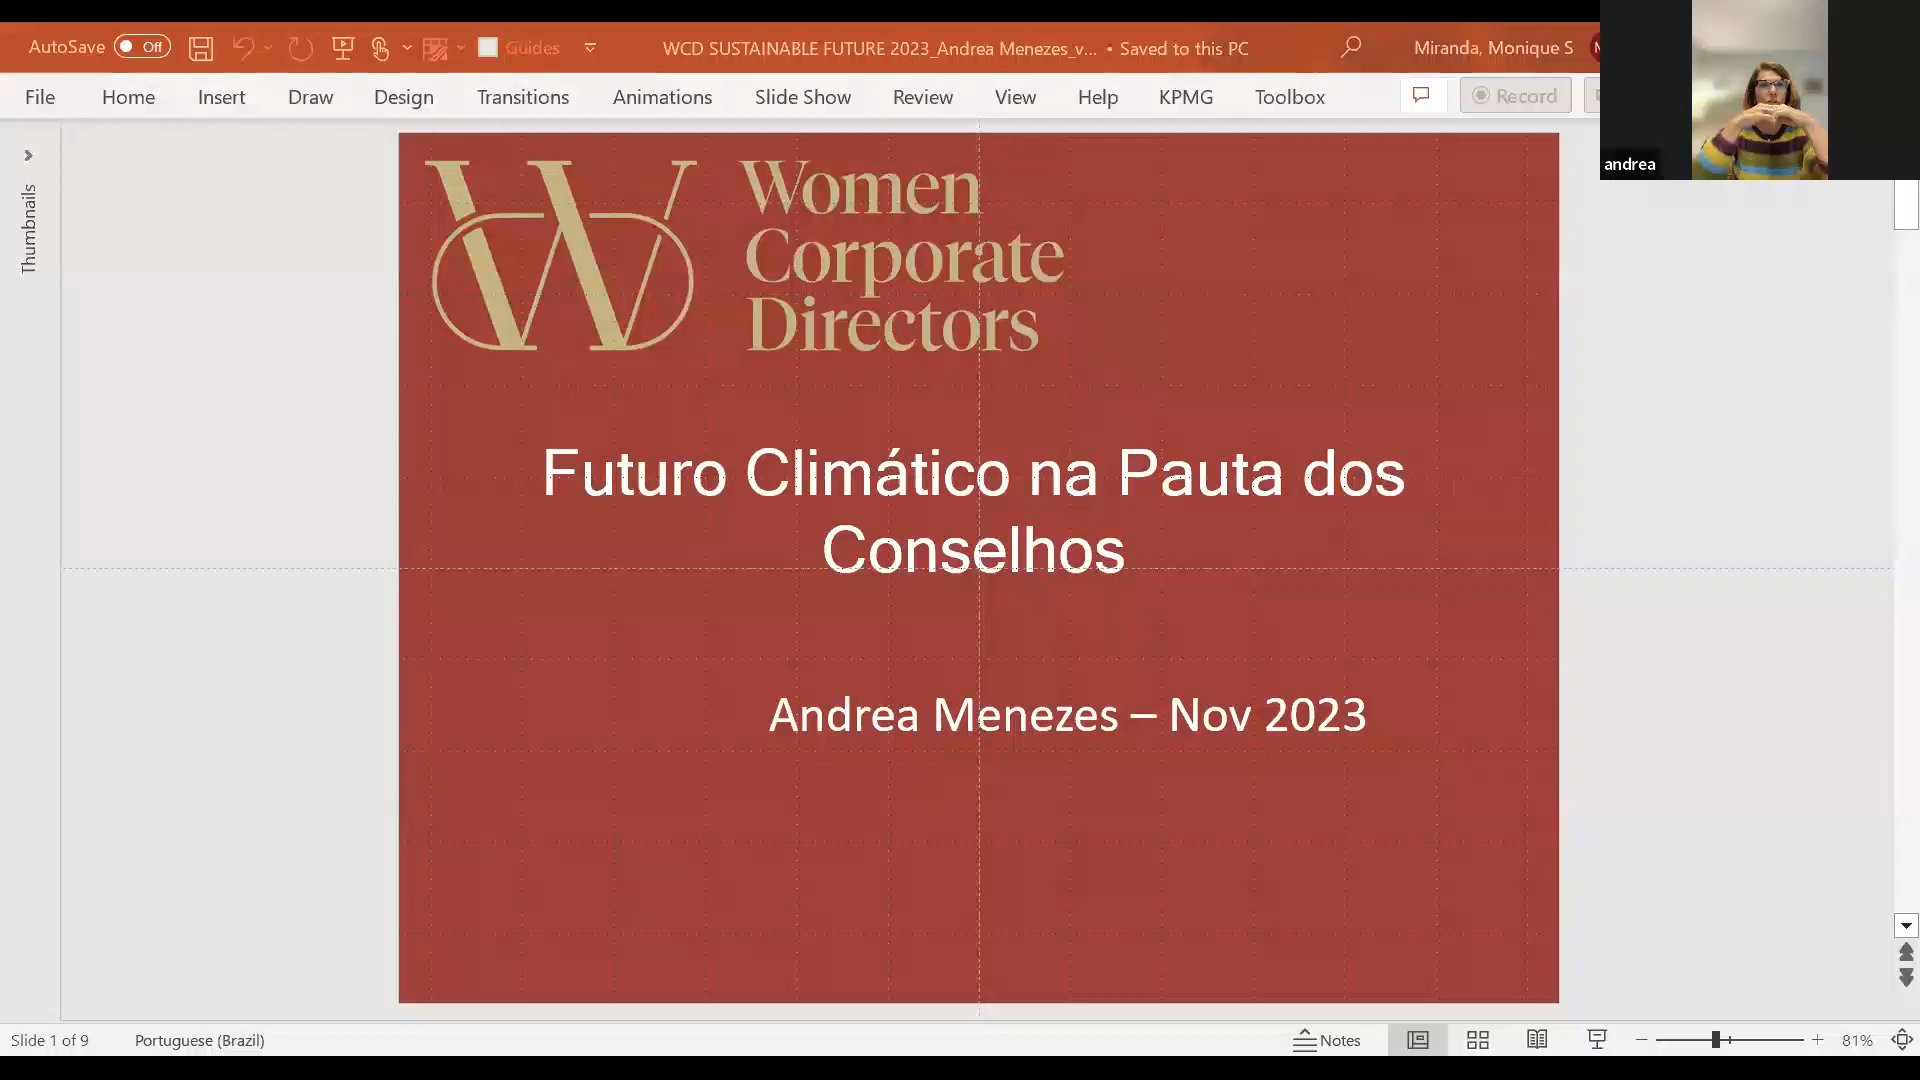 AutoSave Off Guides WCD SUSTAINABLE FUTURE 2023_Andrea Menezes_v... • Saved to this PC Miranda, Monique S
File Home Insert Draw Design Transitions Animations Slide Show Review View Help KPMG Toolbox Record
andrea
Thumbnails
W
Women
Corporate
Directors
Futuro Climático na Pauta dos
Conselhos
Andrea Menezes – Nov 2023
Slide 1 of 9 Portuguese (Brazil) Notes 81%